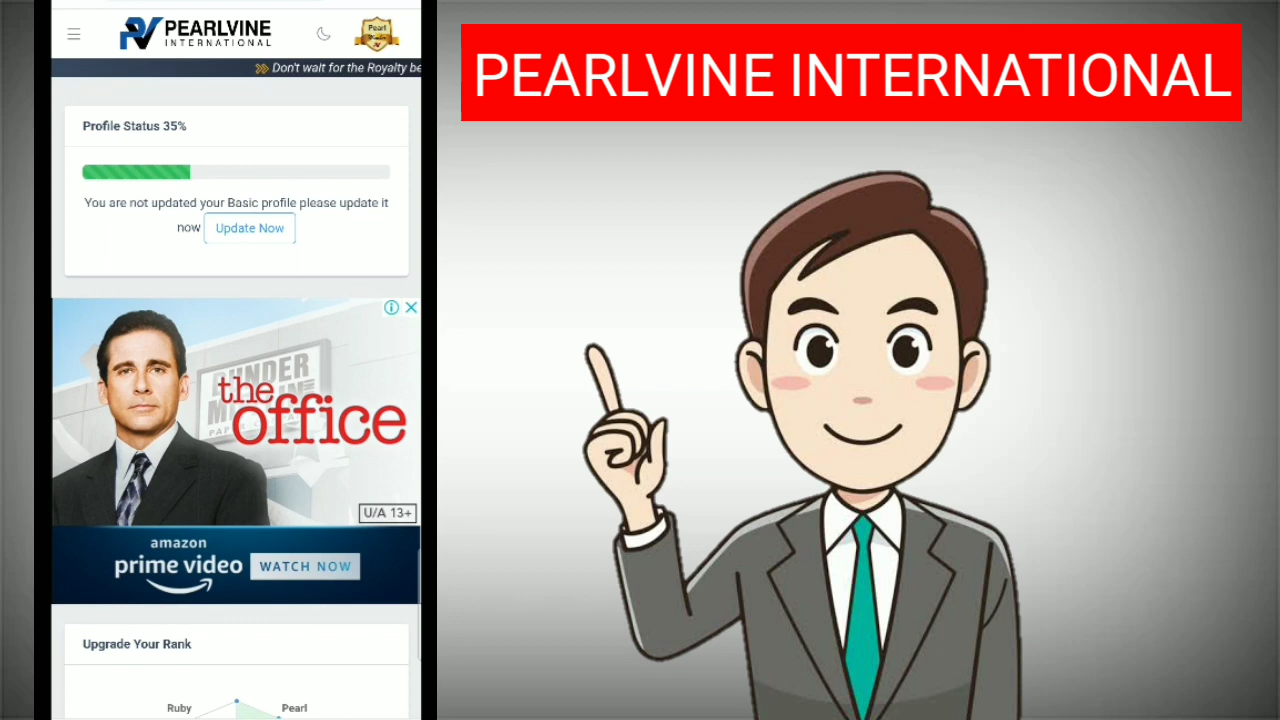 PEARLVINE
INTERNATIONAL
Pearl
Don't wait for the Royalty be
PEARLVINE INTERNATIONAL
Profile Status 35%
You are not updated your Basic profile please update it
now Update Now
the
office
U/A 13+
amazon
prime video
WATCH NOW
Upgrade Your Rank
Ruby
Pearl